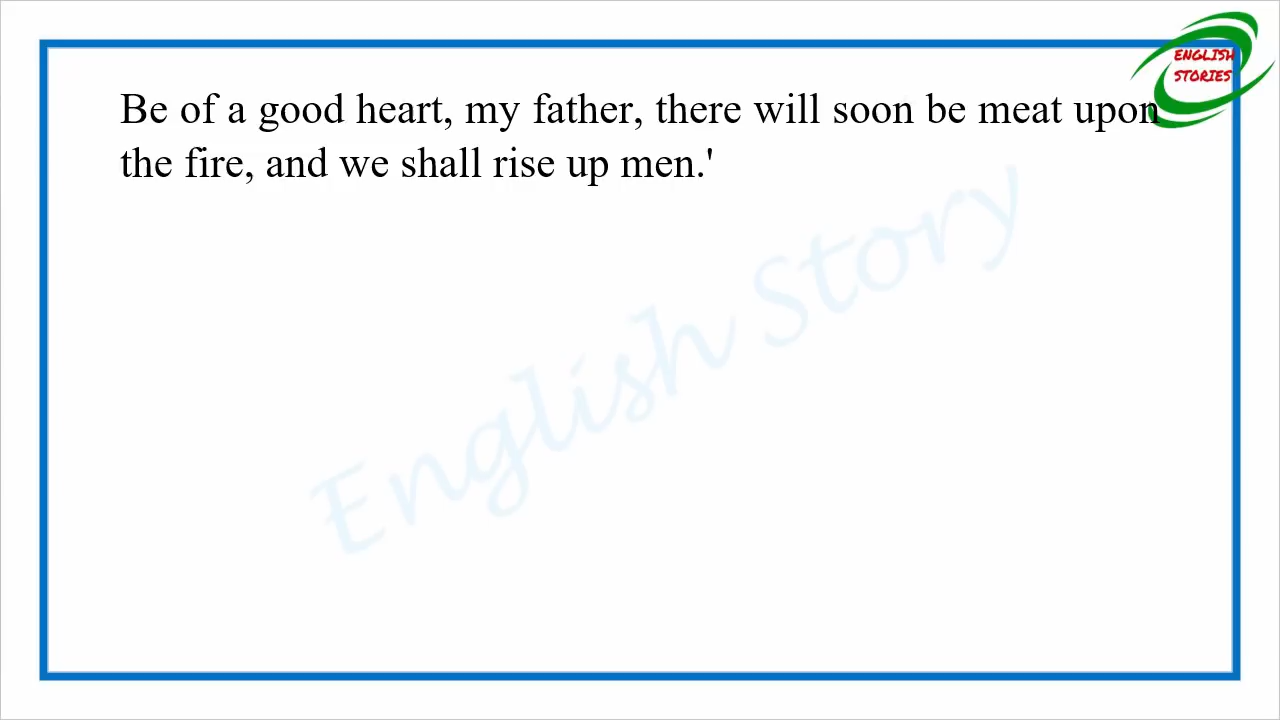 ENGLISH
STORIES
Be of a good heart, my father, there will soon be meat upon
the fire, and we shall rise up men.'
English Story